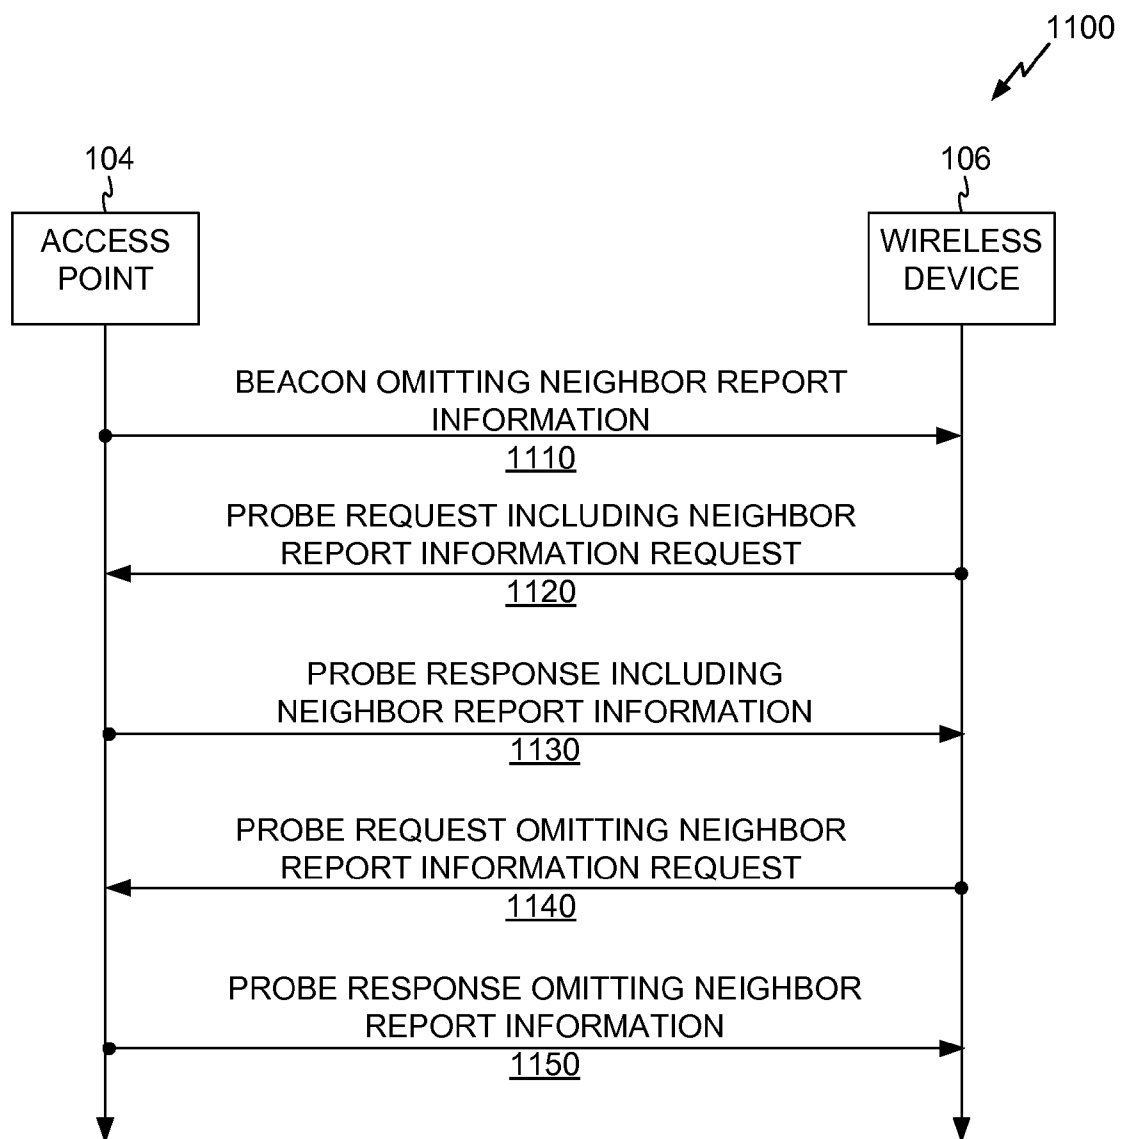 1100
104
106
ACCESS
POINT
WIRELESS
DEVICE
BEACON OMITTING NEIGHBOR REPORT
INFORMATION
1110
PROBE REQUEST INCLUDING NEIGHBOR
REPORT INFORMATION REQUEST
1120
PROBE RESPONSE INCLUDING
NEIGHBOR REPORT INFORMATION
1130
PROBE REQUEST OMITTING NEIGHBOR
REPORT INFORMATION REQUEST
1140
PROBE RESPONSE OMITTING NEIGHBOR
REPORT INFORMATION
1150